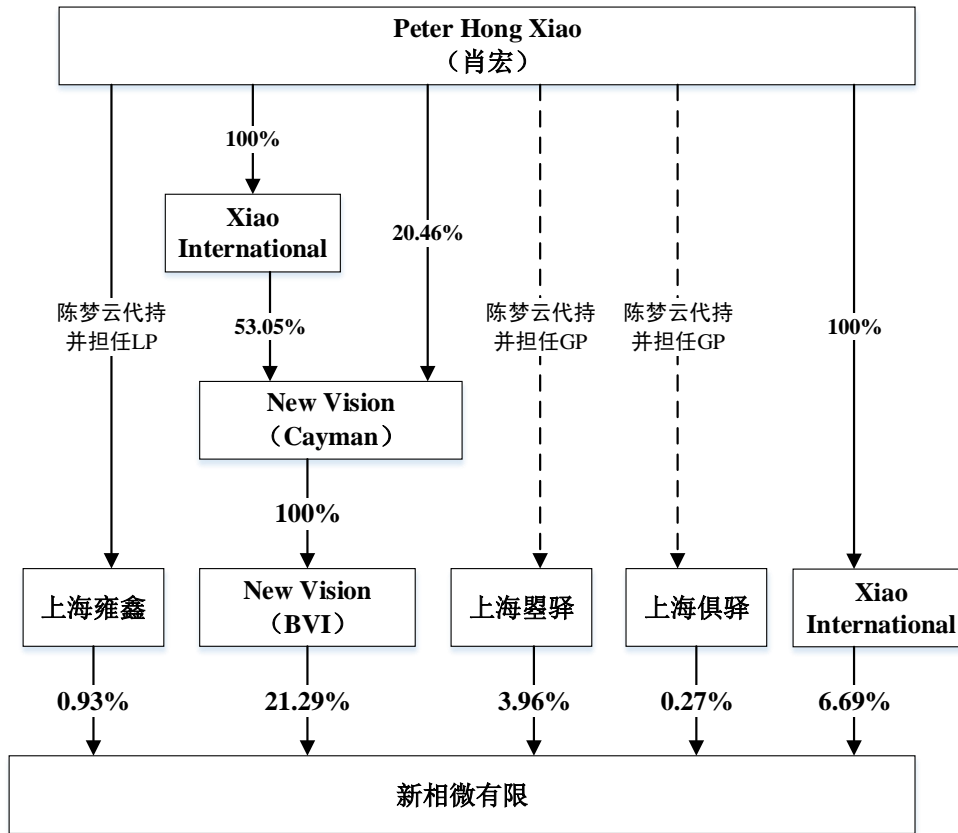 Peter Hong Xiao
（肖宏）
100%
Xiao
International
20.46%
陈梦云代持
并担任LP
53.05%
陈梦云代持
并担任GP
陈梦云代持
并担任GP
100%
New Vision
（Cayman）
100%
上海雍鑫
New Vision
（BVI）
上海曌驿
上海俱驿
Xiao
International
0.93%
21.29%
3.96%
0.27%
6.69%
新相微有限